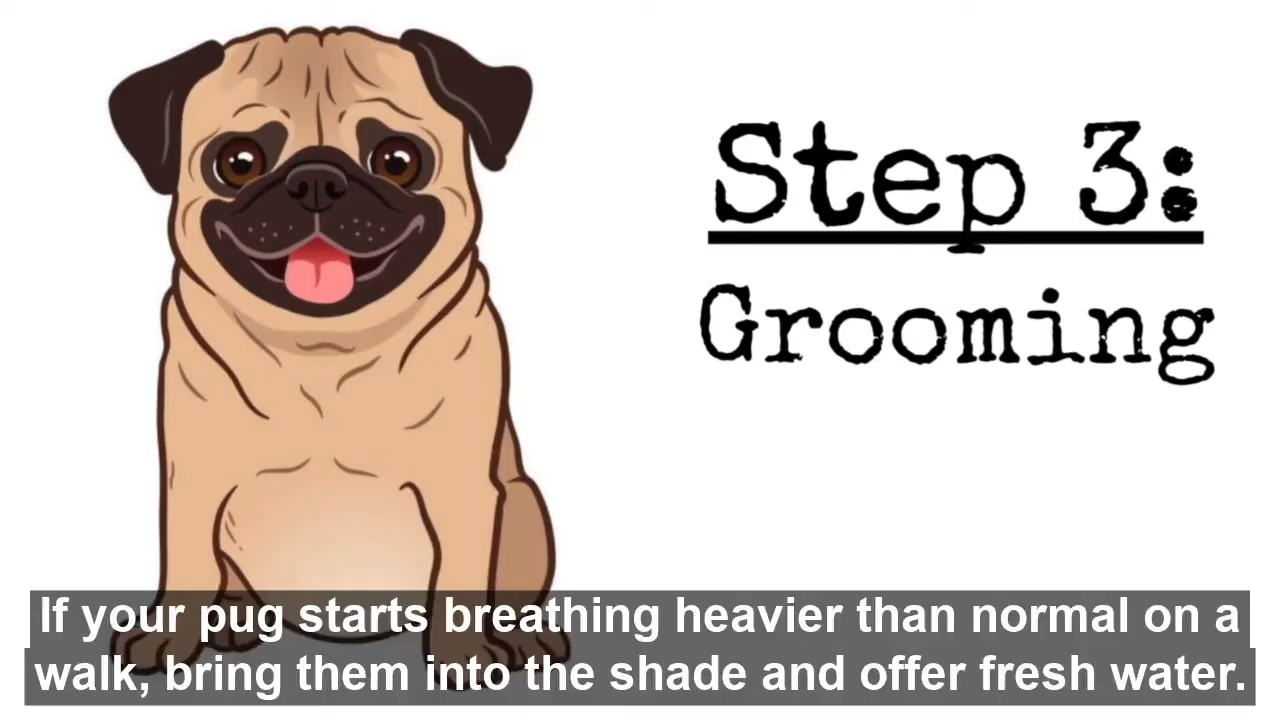 Step 3:
Grooming
If your pug starts breathing heavier than normal on a
walk, bring them into the shade and offer fresh water.